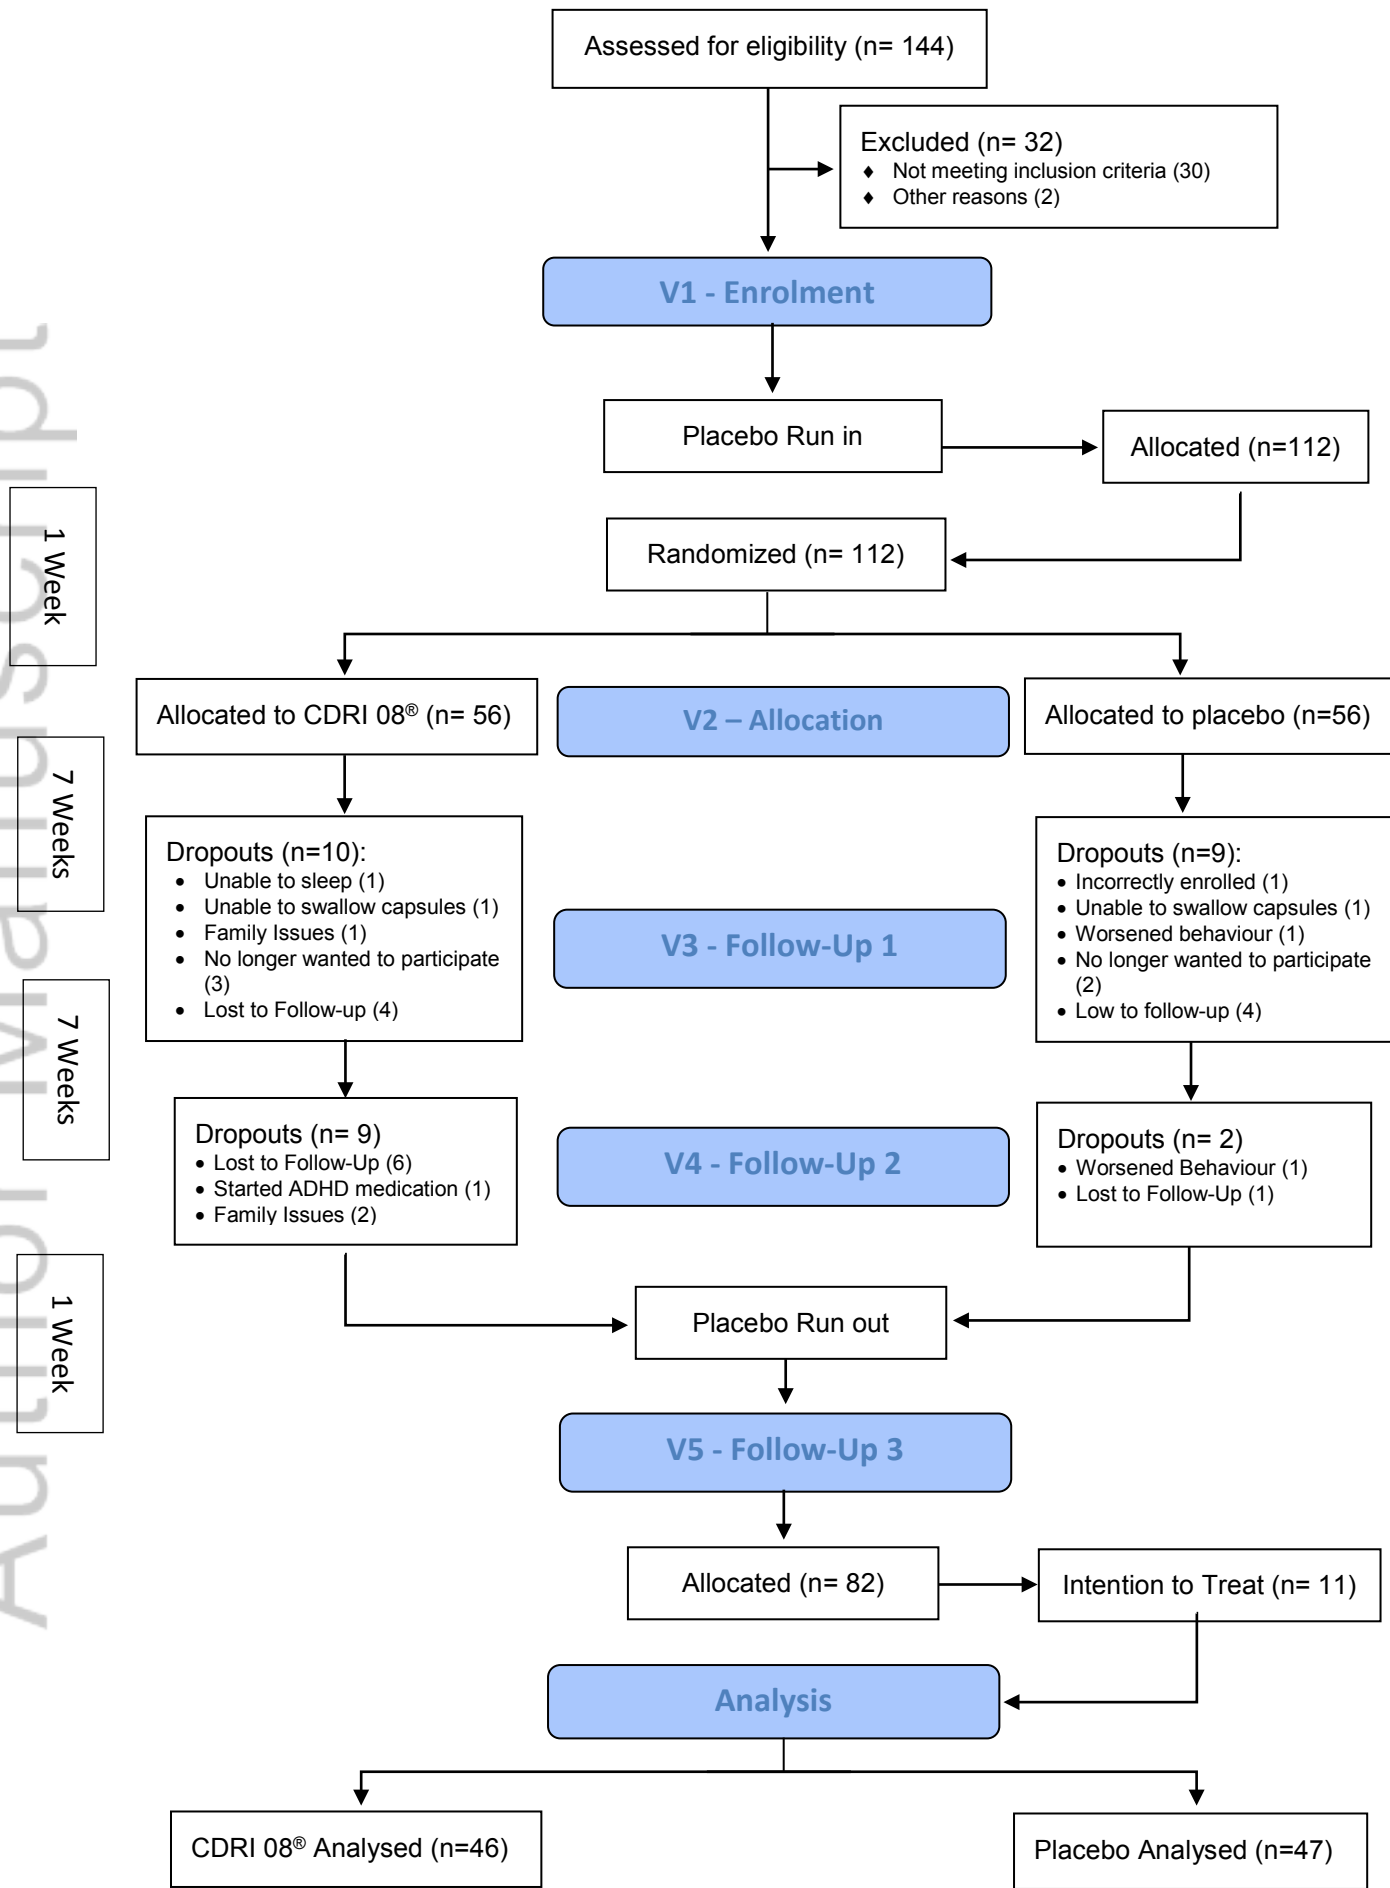 Assessed for eligibility (n= 144)
Excluded (n= 32)
♦ Not meeting inclusion criteria (30)
♦ Other reasons (2)
V1 - Enrolment
Placebo Run in
Allocated (n=112)
1 Week
Randomized (n= 112)
Allocated to CDRI 08® (n= 56)
V2 – Allocation
Allocated to placebo (n=56)
7 Weeks
Dropouts (n=10):
• Unable to sleep (1)
• Unable to swallow capsules (1)
• Family Issues (1)
• No longer wanted to participate
(3)
• Lost to Follow-up (4)
V3 - Follow-Up 1
Dropouts (n=9):
• Incorrectly enrolled (1)
• Unable to swallow capsules (1)
• Worsened behaviour (1)
• No longer wanted to participate
(2)
• Low to follow-up (4)
7 Weeks
Dropouts (n= 9)
• Lost to Follow-Up (6)
• Started ADHD medication (1)
• Family Issues (2)
V4 - Follow-Up 2
Dropouts (n= 2)
• Worsened Behaviour (1)
• Lost to Follow-Up (1)
1 Week
Placebo Run out
V5 - Follow-Up 3
Allocated (n= 82)
Intention to Treat (n= 11)
Analysis
CDRI 08® Analysed (n=46)
Placebo Analysed (n=47)
Author Manuscript